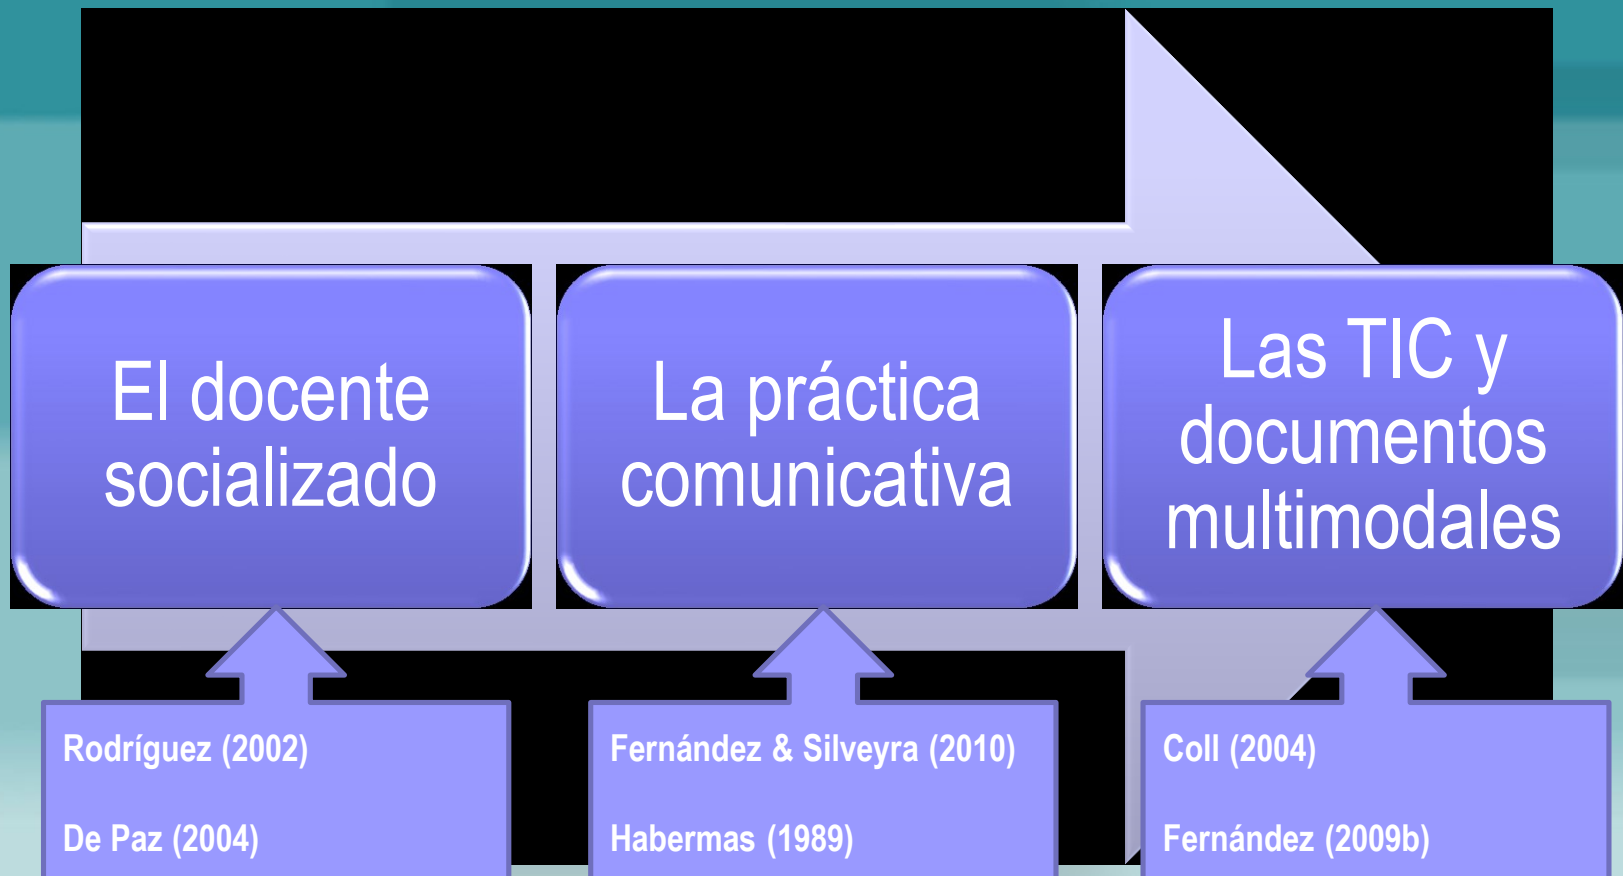 El docente
socializado
La práctica
comunicativa
Las TIC y
documentos
multimodales
Rodríguez (2002)
De Paz (2004)
Fernández & Silveyra (2010)
Habermas (1989)
Coll (2004)
Fernández (2009b)